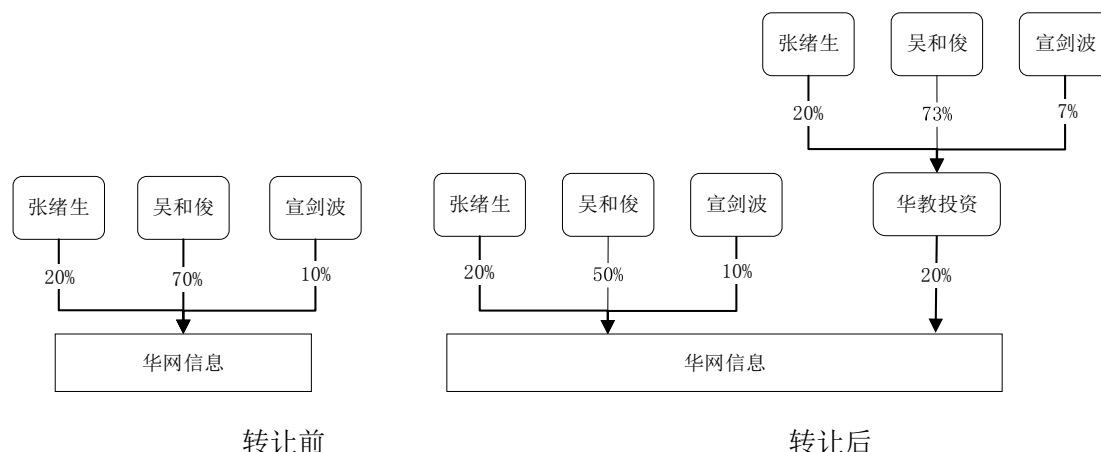 张绪生 吴和俊 宣剑波
20% 73% 7%
张绪生 吴和俊 宣剑波 张绪生 吴和俊 宣剑波 华教投资
20% 70% 10% 20% 50% 10% 20%
华网信息 华网信息
转让前 转让后